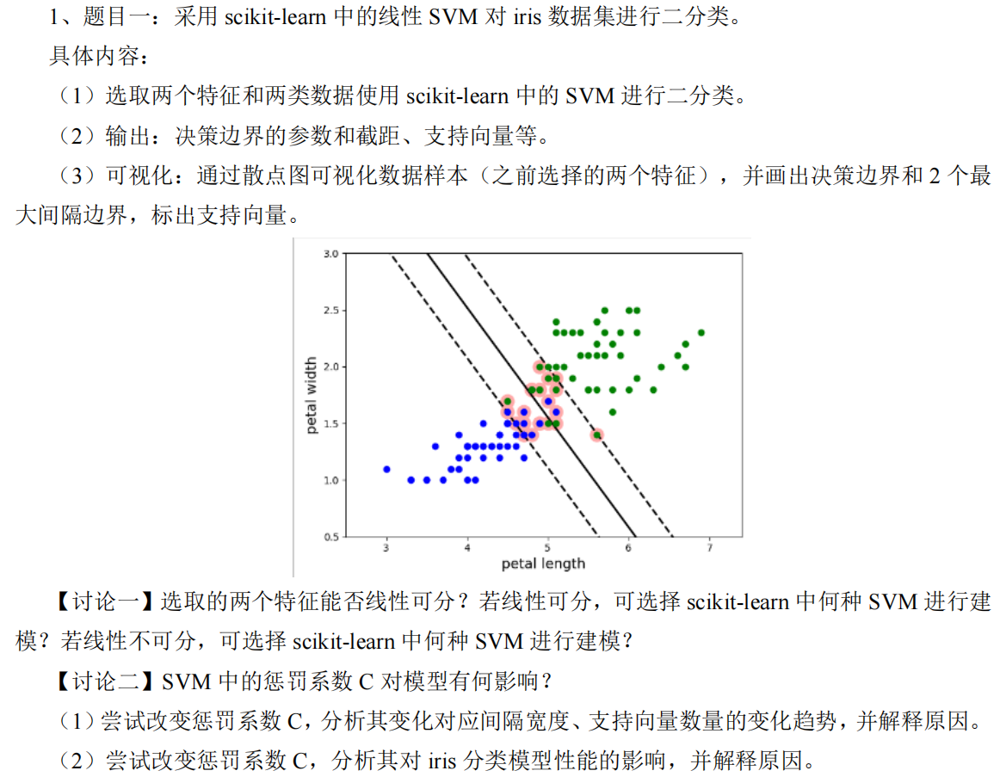 1、题目一：采用 scikit-learn 中的线性 SVM 对 iris 数据集进行二分类。
具体内容：
（1）选取两个特征和两类数据使用 scikit-learn 中的 SVM 进行二分类。
（2）输出：决策边界的参数和截距、支持向量等。
（3）可视化：通过散点图可视化数据样本（之前选择的两个特征），并画出决策边界和 2 个最
大间隔边界，标出支持向量。
3.0
2.5
2.0
1.5
1.0
0.5
petal width
3 4 5 6 7
petal length
【讨论一】选取的两个特征能否线性可分？若线性可分，可选择 scikit-learn 中何种 SVM 进行建
模？若线性不可分，可选择 scikit-learn 中何种 SVM 进行建模？
【讨论二】SVM 中的惩罚系数 C 对模型有何影响？
（1）尝试改变惩罚系数 C，分析其变化对应间隔宽度、支持向量数量的变化趋势，并解释原因。
（2）尝试改变惩罚系数 C，分析其对 iris 分类模型性能的影响，并解释原因。